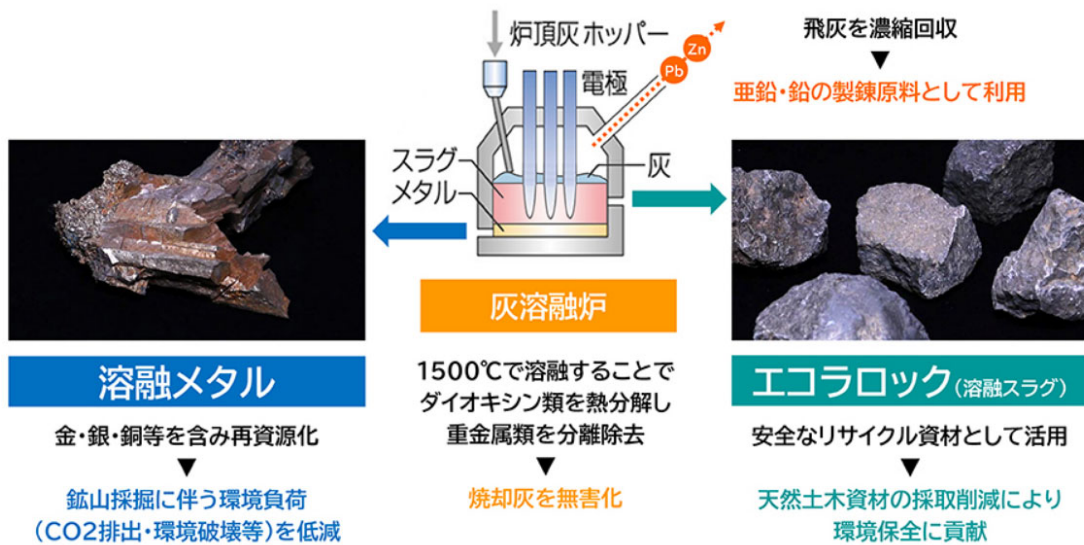 炉頂灰ホッパー
電極
Pb
Zn
スラグ
メタル
灰
飛灰を濃縮回収
▼
亜鉛・鉛の製錬原料として利用
溶融メタル
金・銀・銅等を含み再資源化
▼
鉱山採掘に伴う環境負荷
（CO2排出・環境破壊等）を低減
灰溶融炉
1500℃で溶融することで
ダイオキシン類を熱分解し
重金属類を分離除去
▼
焼却灰を無害化
エコラロック（溶融スラグ）
安全なリサイクル資材として活用
▼
天然土木資材の採取削減により
環境保全に貢献